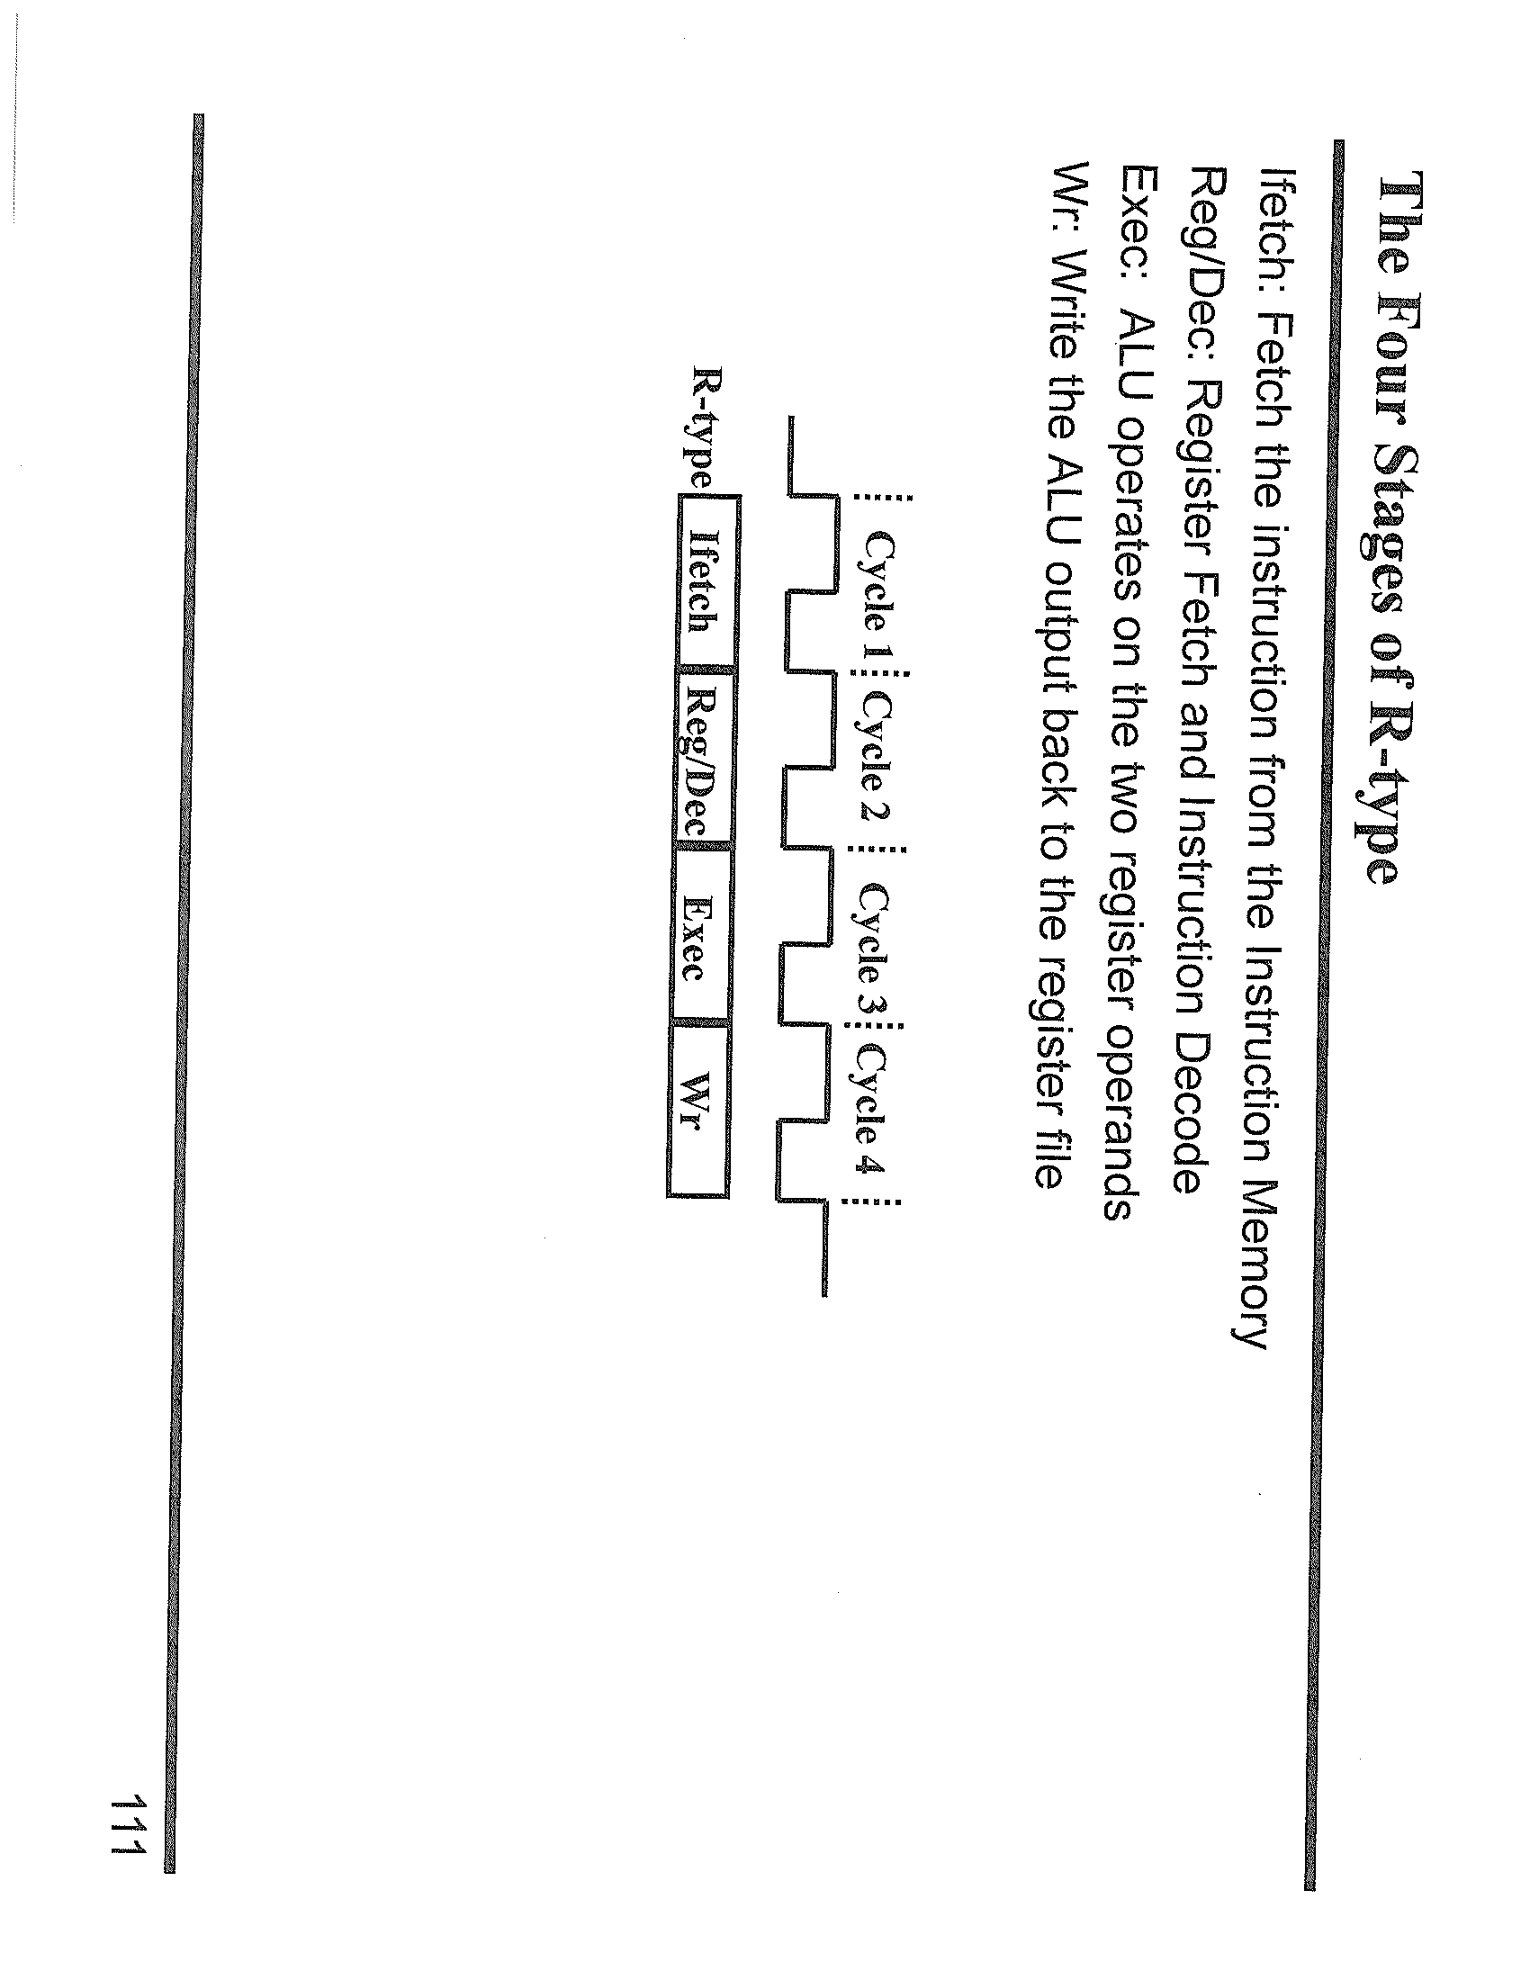 The Four Stages of R-type
Ifetch: Fetch the instruction from the Instruction Memory
Reg/Dec: Register Fetch and Instruction Decode
Exec: ALU operates on the two register operands
Wr: Write the ALU output back to the register file
Cycle 1 Cycle 2 Cycle 3 Cycle 4
R-type Ifetch Reg/Dec Exec Wr
111